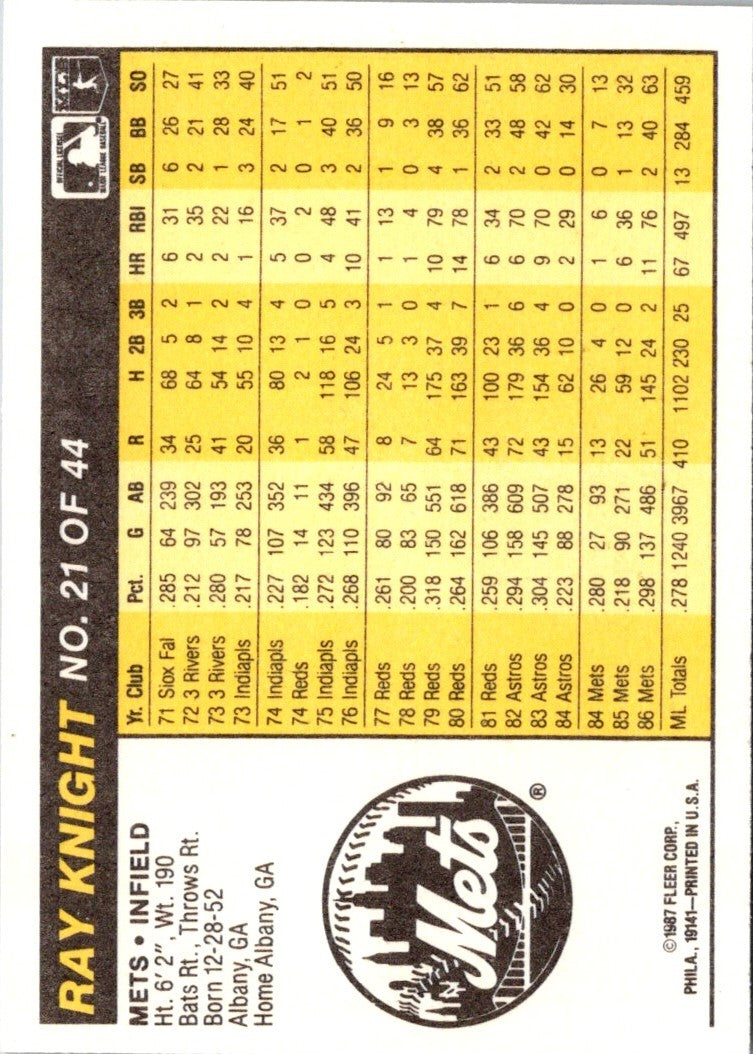 RAY KNIGHT NO. 21 OF 44
OFFICIAL LICENSEE
MAJOR LEAGUE BASEBALL
METS • INFIELD
Ht. 6' 2", Wt. 190
Bats Rt., Throws Rt.
Born 12-28-52
Albany, GA
Home Albany, GA
Mets ®
©1987 FLEER CORP.,
PHILA., 19141—PRINTED IN U.S.A.
Yr. Club Pct. G AB R H 2B 3B HR RBI SB BB SO
71 Siox Fal .285 64 239 34 68 5 2 6 31 6 26 27
72 3 Rivers .212 97 302 25 64 8 1 2 35 2 21 41
73 3 Rivers .280 57 193 41 54 14 2 2 22 1 28 33
73 Indiapls .217 78 253 20 55 10 4 1 16 3 24 40
74 Indiapls .227 107 352 36 80 13 4 5 37 2 17 51
74 Reds .182 14 11 1 2 1 0 0 2 0 1 2
75 Indiapls .272 123 434 58 118 16 5 4 48 3 40 51
76 Indiapls .268 110 396 47 106 24 3 10 41 2 36 50
77 Reds .261 80 92 8 24 5 1 1 13 1 9 16
78 Reds .200 83 65 7 13 3 0 1 4 0 3 13
79 Reds .318 150 551 64 175 37 4 10 79 4 38 57
80 Reds .264 162 618 71 163 39 7 14 78 1 36 62
81 Reds .259 106 386 43 100 23 1 6 34 2 33 51
82 Astros .294 158 609 72 179 36 6 6 70 2 48 58
83 Astros .304 145 507 43 154 36 4 9 70 0 42 62
84 Astros .223 88 278 15 62 10 0 2 29 0 14 30
84 Mets .280 27 93 13 26 4 0 1 6 0 7 13
85 Mets .218 90 271 22 59 12 0 6 36 1 13 32
86 Mets .298 137 486 51 145 24 2 11 76 2 40 63
ML Totals .278 1240 3967 410 1102 230 25 67 497 13 284 459